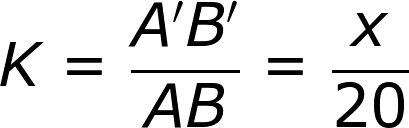 K = A'B'/AB = x/20